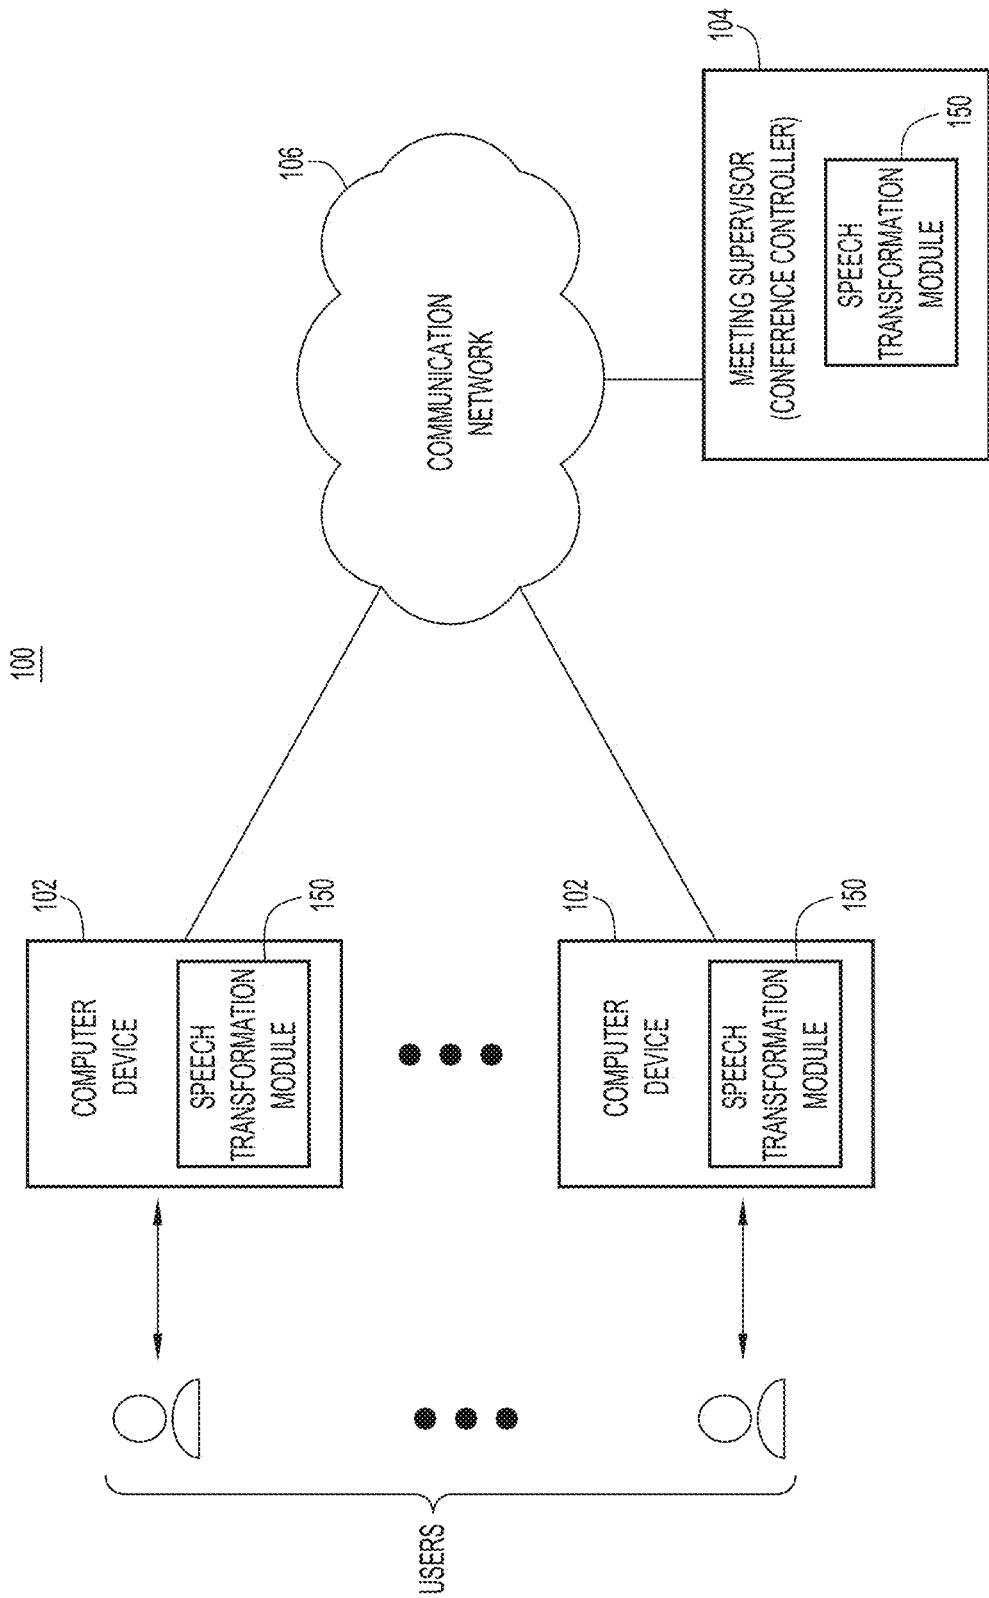 100
USERS
COMPUTER
DEVICE
102
SPEECH
TRANSFORMATION
MODULE
150
COMPUTER
DEVICE
102
SPEECH
TRANSFORMATION
MODULE
150
COMMUNICATION
NETWORK
106
MEETING SUPERVISOR
(CONFERENCE CONTROLLER)
104
SPEECH
TRANSFORMATION
MODULE
150